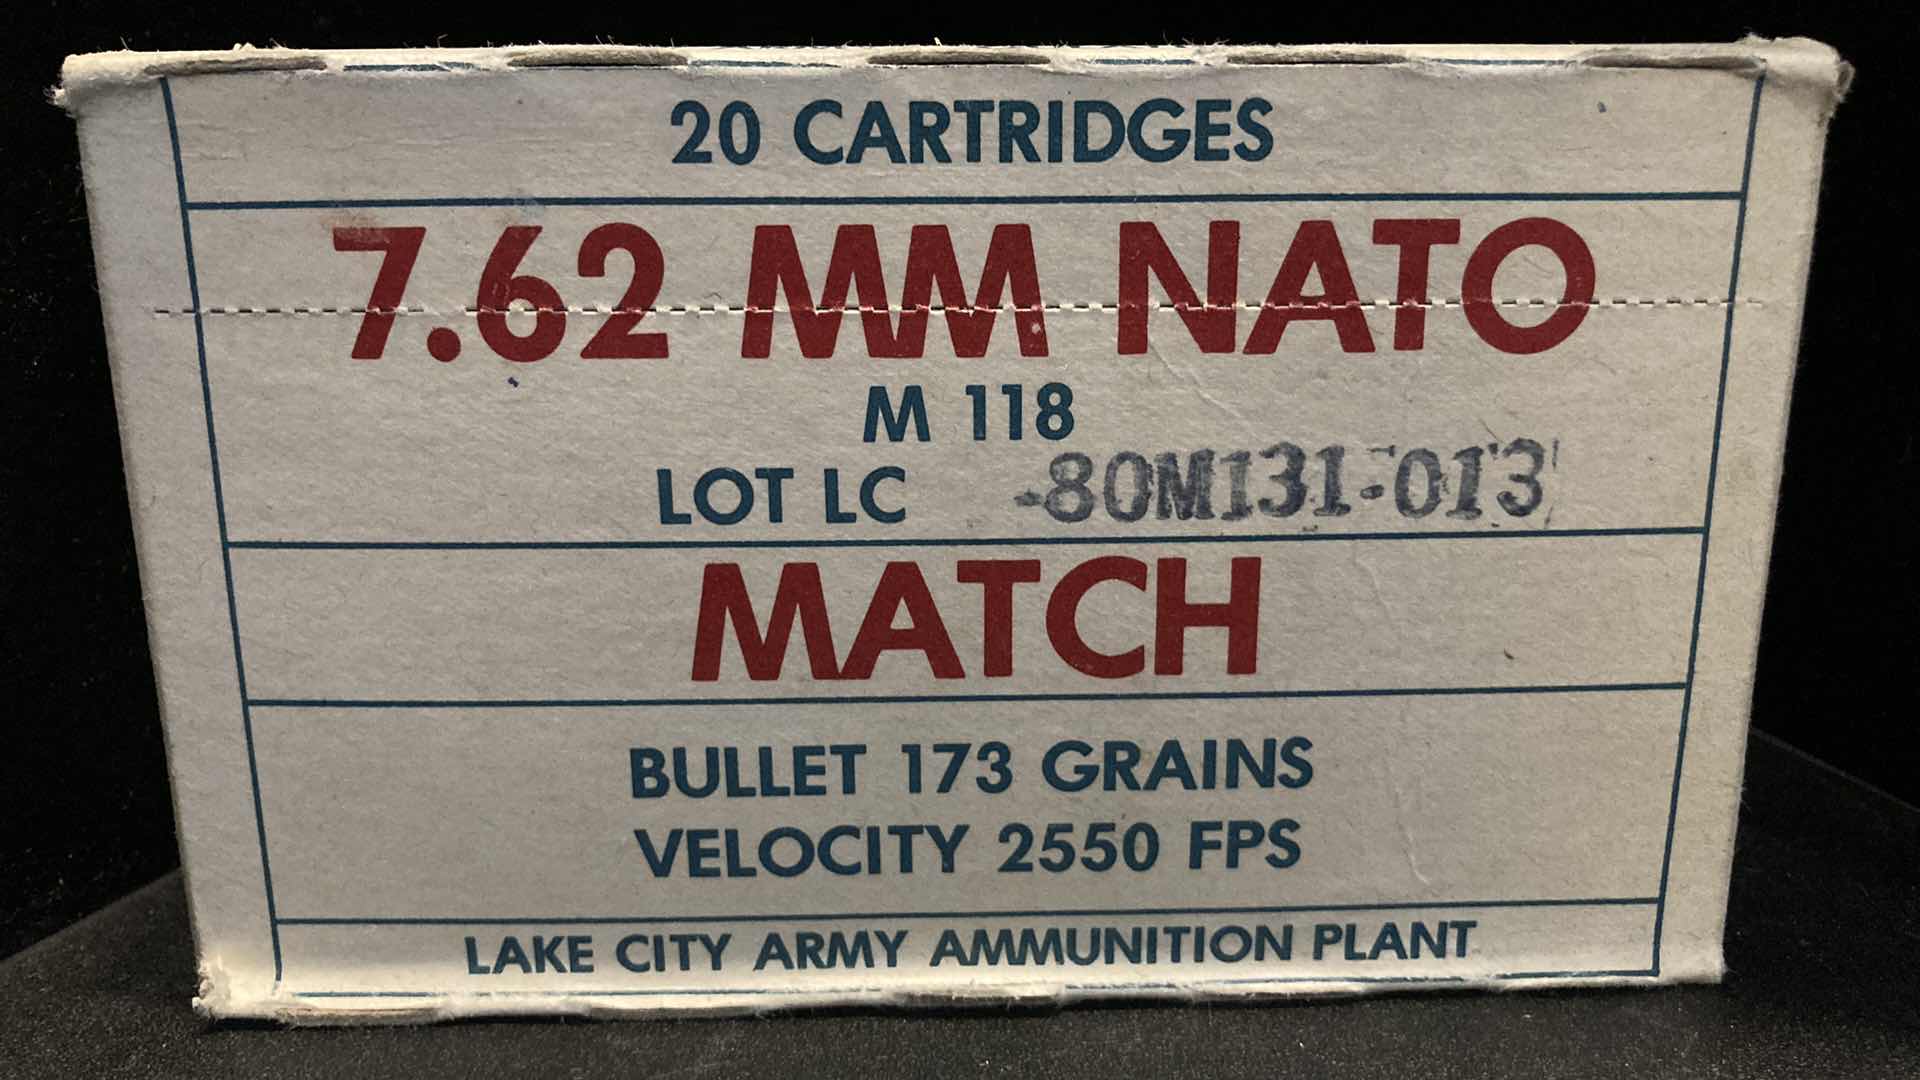 20 CARTRIDGES
7.62 MM NATO
M 118
LOT LC -80M131-013
MATCH
BULLET 173 GRAINS
VELOCITY 2550 FPS
LAKE CITY ARMY AMMUNITION PLANT